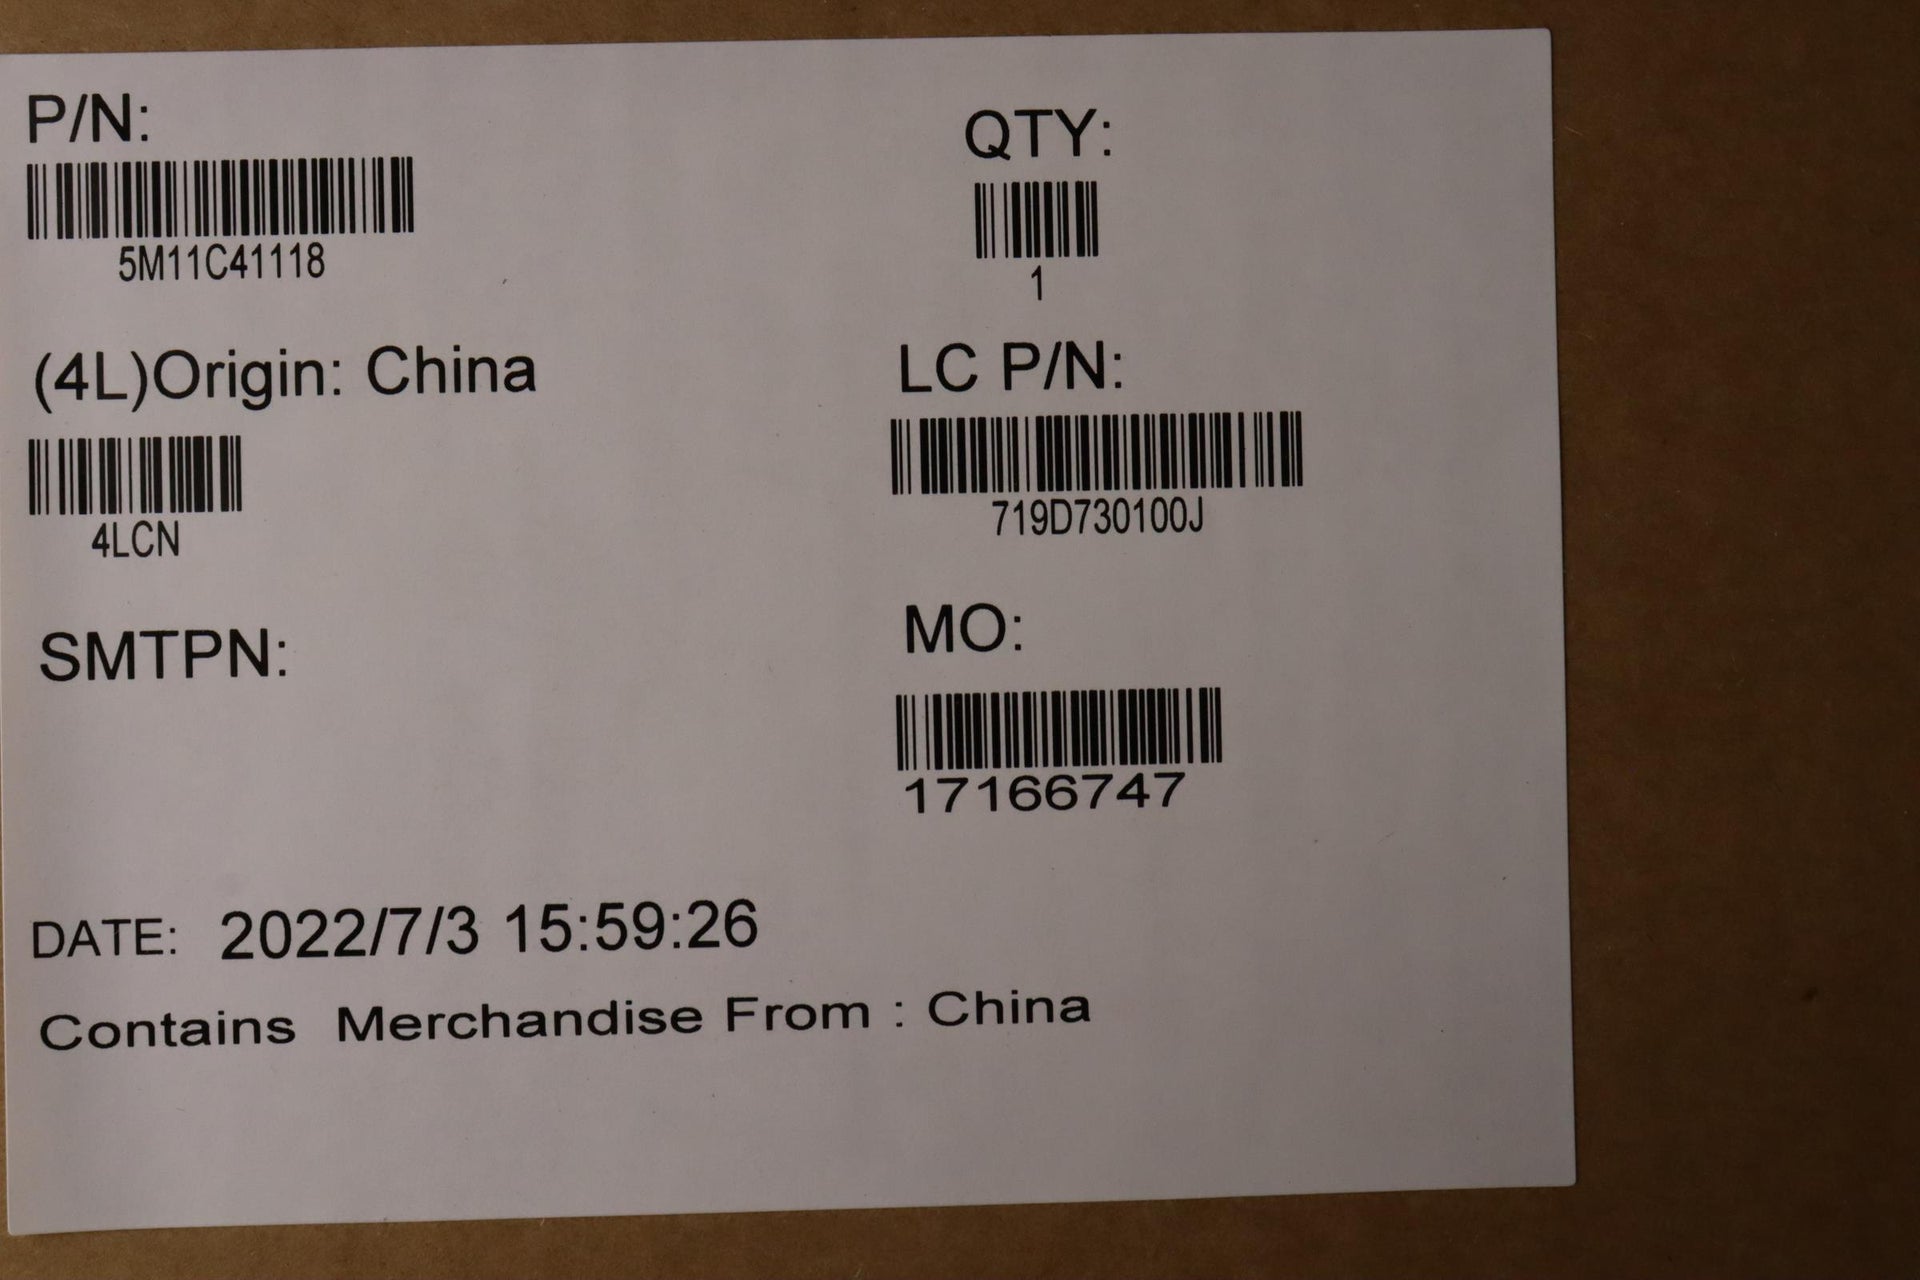 P/N:
5M11C41118
QTY:
1
(4L)Origin: China
4LCN
LC P/N:
719D730100J
SMTPN:
MO:
17166747
DATE: 2022/7/3 15:59:26
Contains Merchandise From : China